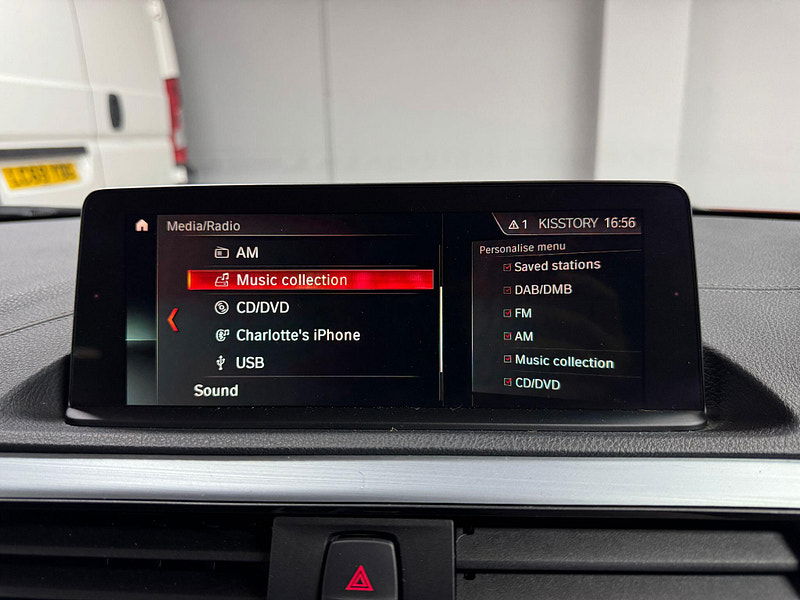 Media/Radio
1 KISSTORY 16:56
AM
Music collection
CD/DVD
Charlotte's iPhone
USB
Sound
Personalise menu
Saved stations
DAB/DMB
FM
AM
Music collection
CD/DVD